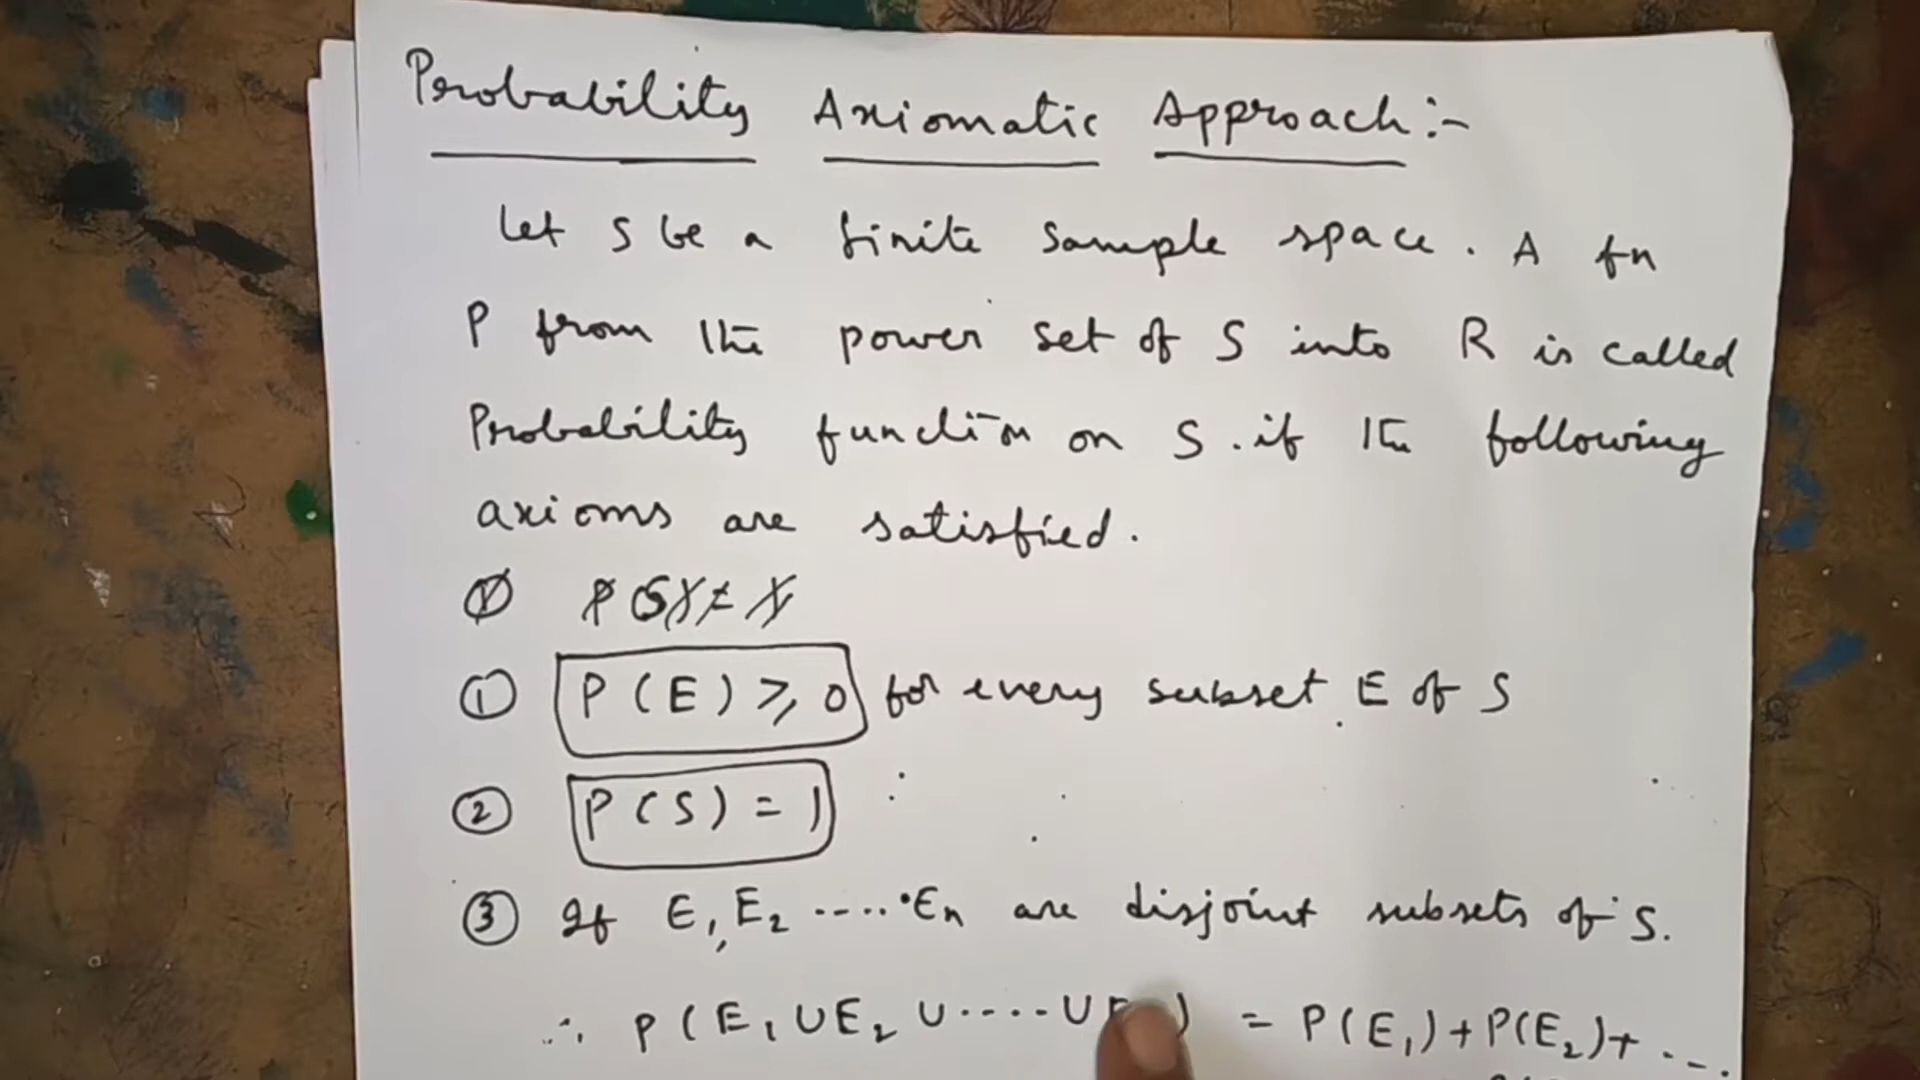 Probability Axiomatic Approach :-
Let S be a finite sample space. A fn
P from the power set of S into R is called
Probability function on S. if the following
axioms are satisfied.
① P(E) ≥ 0 for every subset E of S
② P(S) = 1
③ If E₁, E₂ ..... En are disjoint subsets of S.
∴ P(E₁ ∪ E₂ ∪ .... ∪ E ) = P(E₁) + P(E₂) + ...